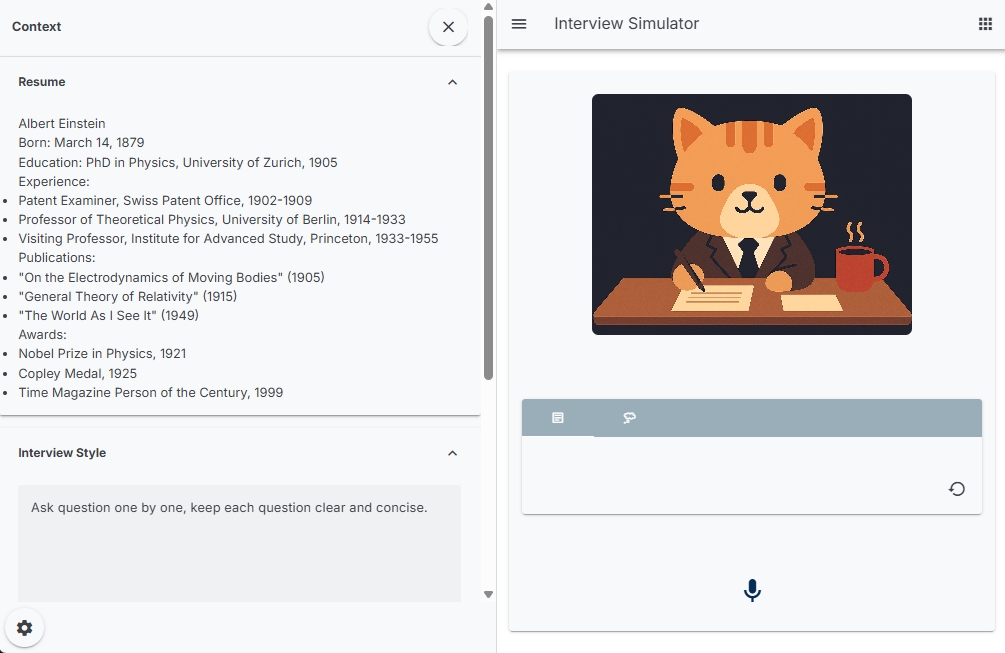 Context
Resume
Albert Einstein
Born: March 14, 1879
Education: PhD in Physics, University of Zurich, 1905
Experience:
Patent Examiner, Swiss Patent Office, 1902-1909
Professor of Theoretical Physics, University of Berlin, 1914-1933
Visiting Professor, Institute for Advanced Study, Princeton, 1933-1955
Publications:
"On the Electrodynamics of Moving Bodies" (1905)
"General Theory of Relativity" (1915)
"The World As I See It" (1949)
Awards:
Nobel Prize in Physics, 1921
Copley Medal, 1925
Time Magazine Person of the Century, 1999
Interview Style
Ask question one by one, keep each question clear and concise.
Interview Simulator